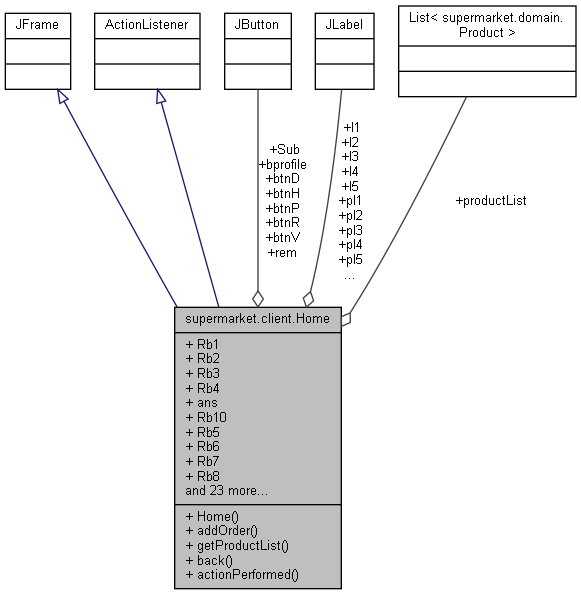 JFrame
ActionListener
JButton
JLabel
List< supermarket.domain.
Product >
+Sub
+bprofile
+btnD
+btnH
+btnP
+btnR
+btnV
+rem
+l1
+l2
+l3
+l4
+l5
+pl1
+pl2
+pl3
+pl4
+pl5
...
+productList
supermarket.client.Home
+ Rb1
+ Rb2
+ Rb3
+ Rb4
+ ans
+ Rb10
+ Rb5
+ Rb6
+ Rb7
+ Rb8
and 23 more...
+ Home()
+ addOrder()
+ getProductList()
+ back()
+ actionPerformed()